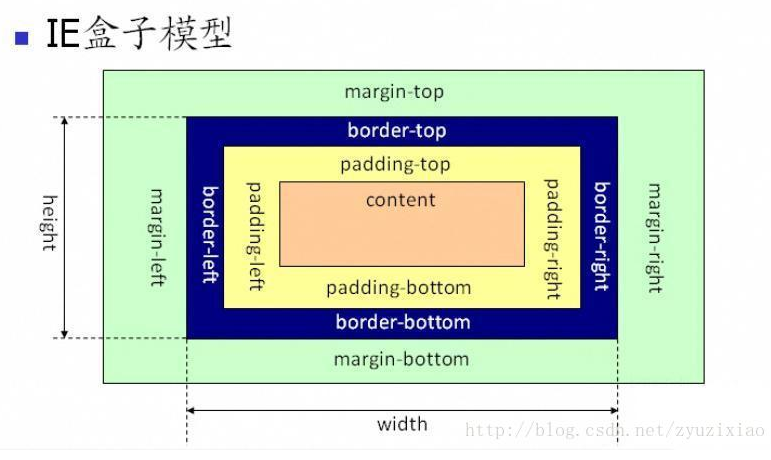 IE盒子模型
margin-top
border-top
padding-top
content
height
margin-left
border-left
padding-left
padding-right
border-right
margin-right
padding-bottom
border-bottom
margin-bottom
width
http://blog.csdn.net/zyuzixiao